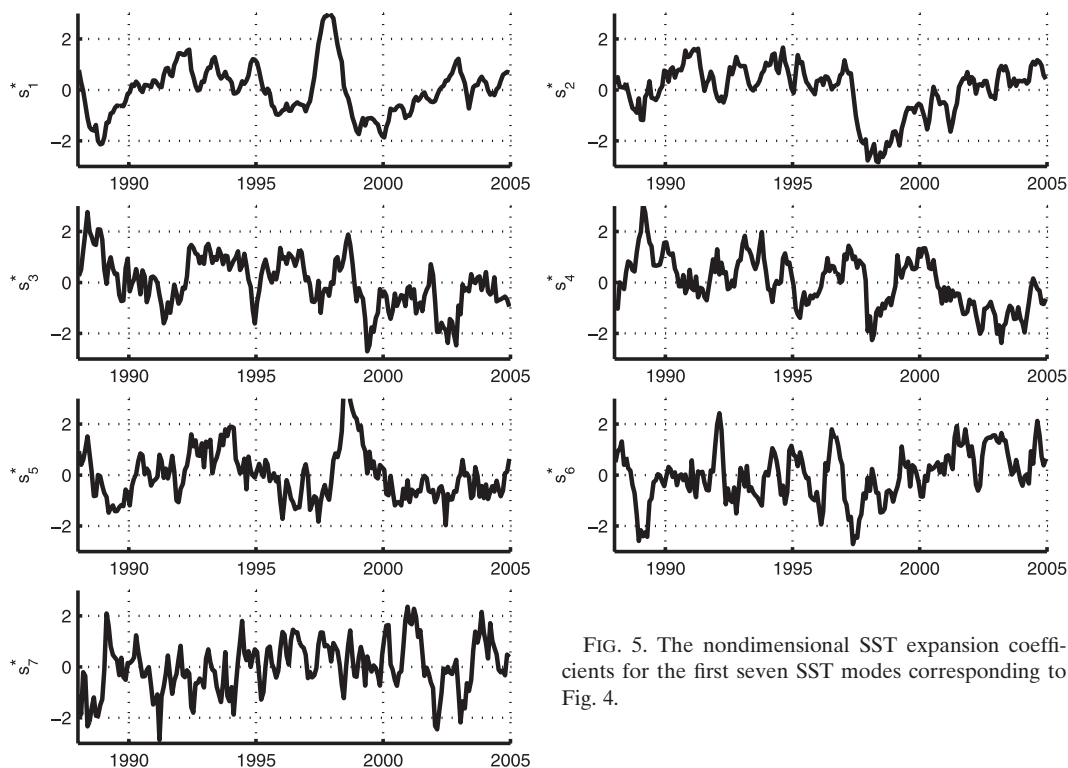 s*1
2
0
−2
1990 1995 2000 2005
s*2
2
0
−2
1990 1995 2000 2005
s*3
2
0
−2
1990 1995 2000 2005
s*4
2
0
−2
1990 1995 2000 2005
s*5
2
0
−2
1990 1995 2000 2005
s*6
2
0
−2
1990 1995 2000 2005
s*7
2
0
−2
1990 1995 2000 2005
FIG. 5. The nondimensional SST expansion coeffi-
cients for the first seven SST modes corresponding to
Fig. 4.